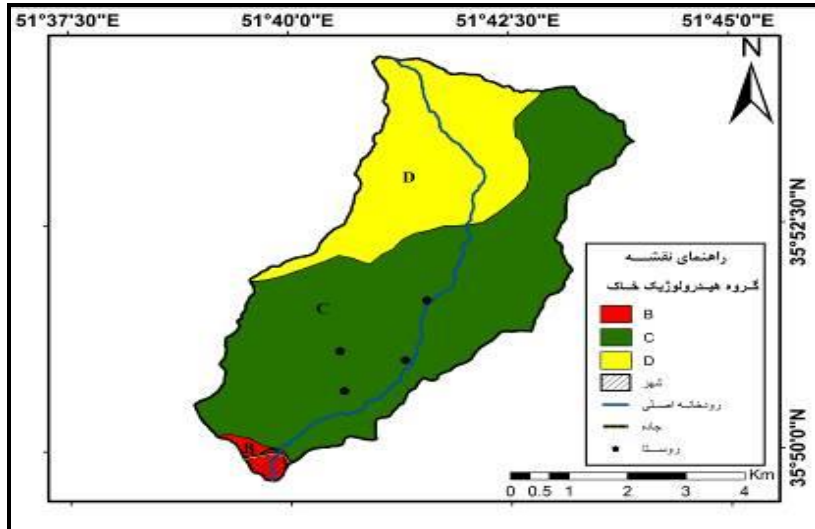 51°37'30"E 51°40'0"E 51°42'30"E 51°45'0"E
N
D
35°52'30"N
راهنمای نقشه
گروه هیدرولوژیک خاک
B
C
D
شهر
رودخانه اصلی
جاده
روستا
C
B
35°50'0"N
Km
0 0.5 1 2 3 4